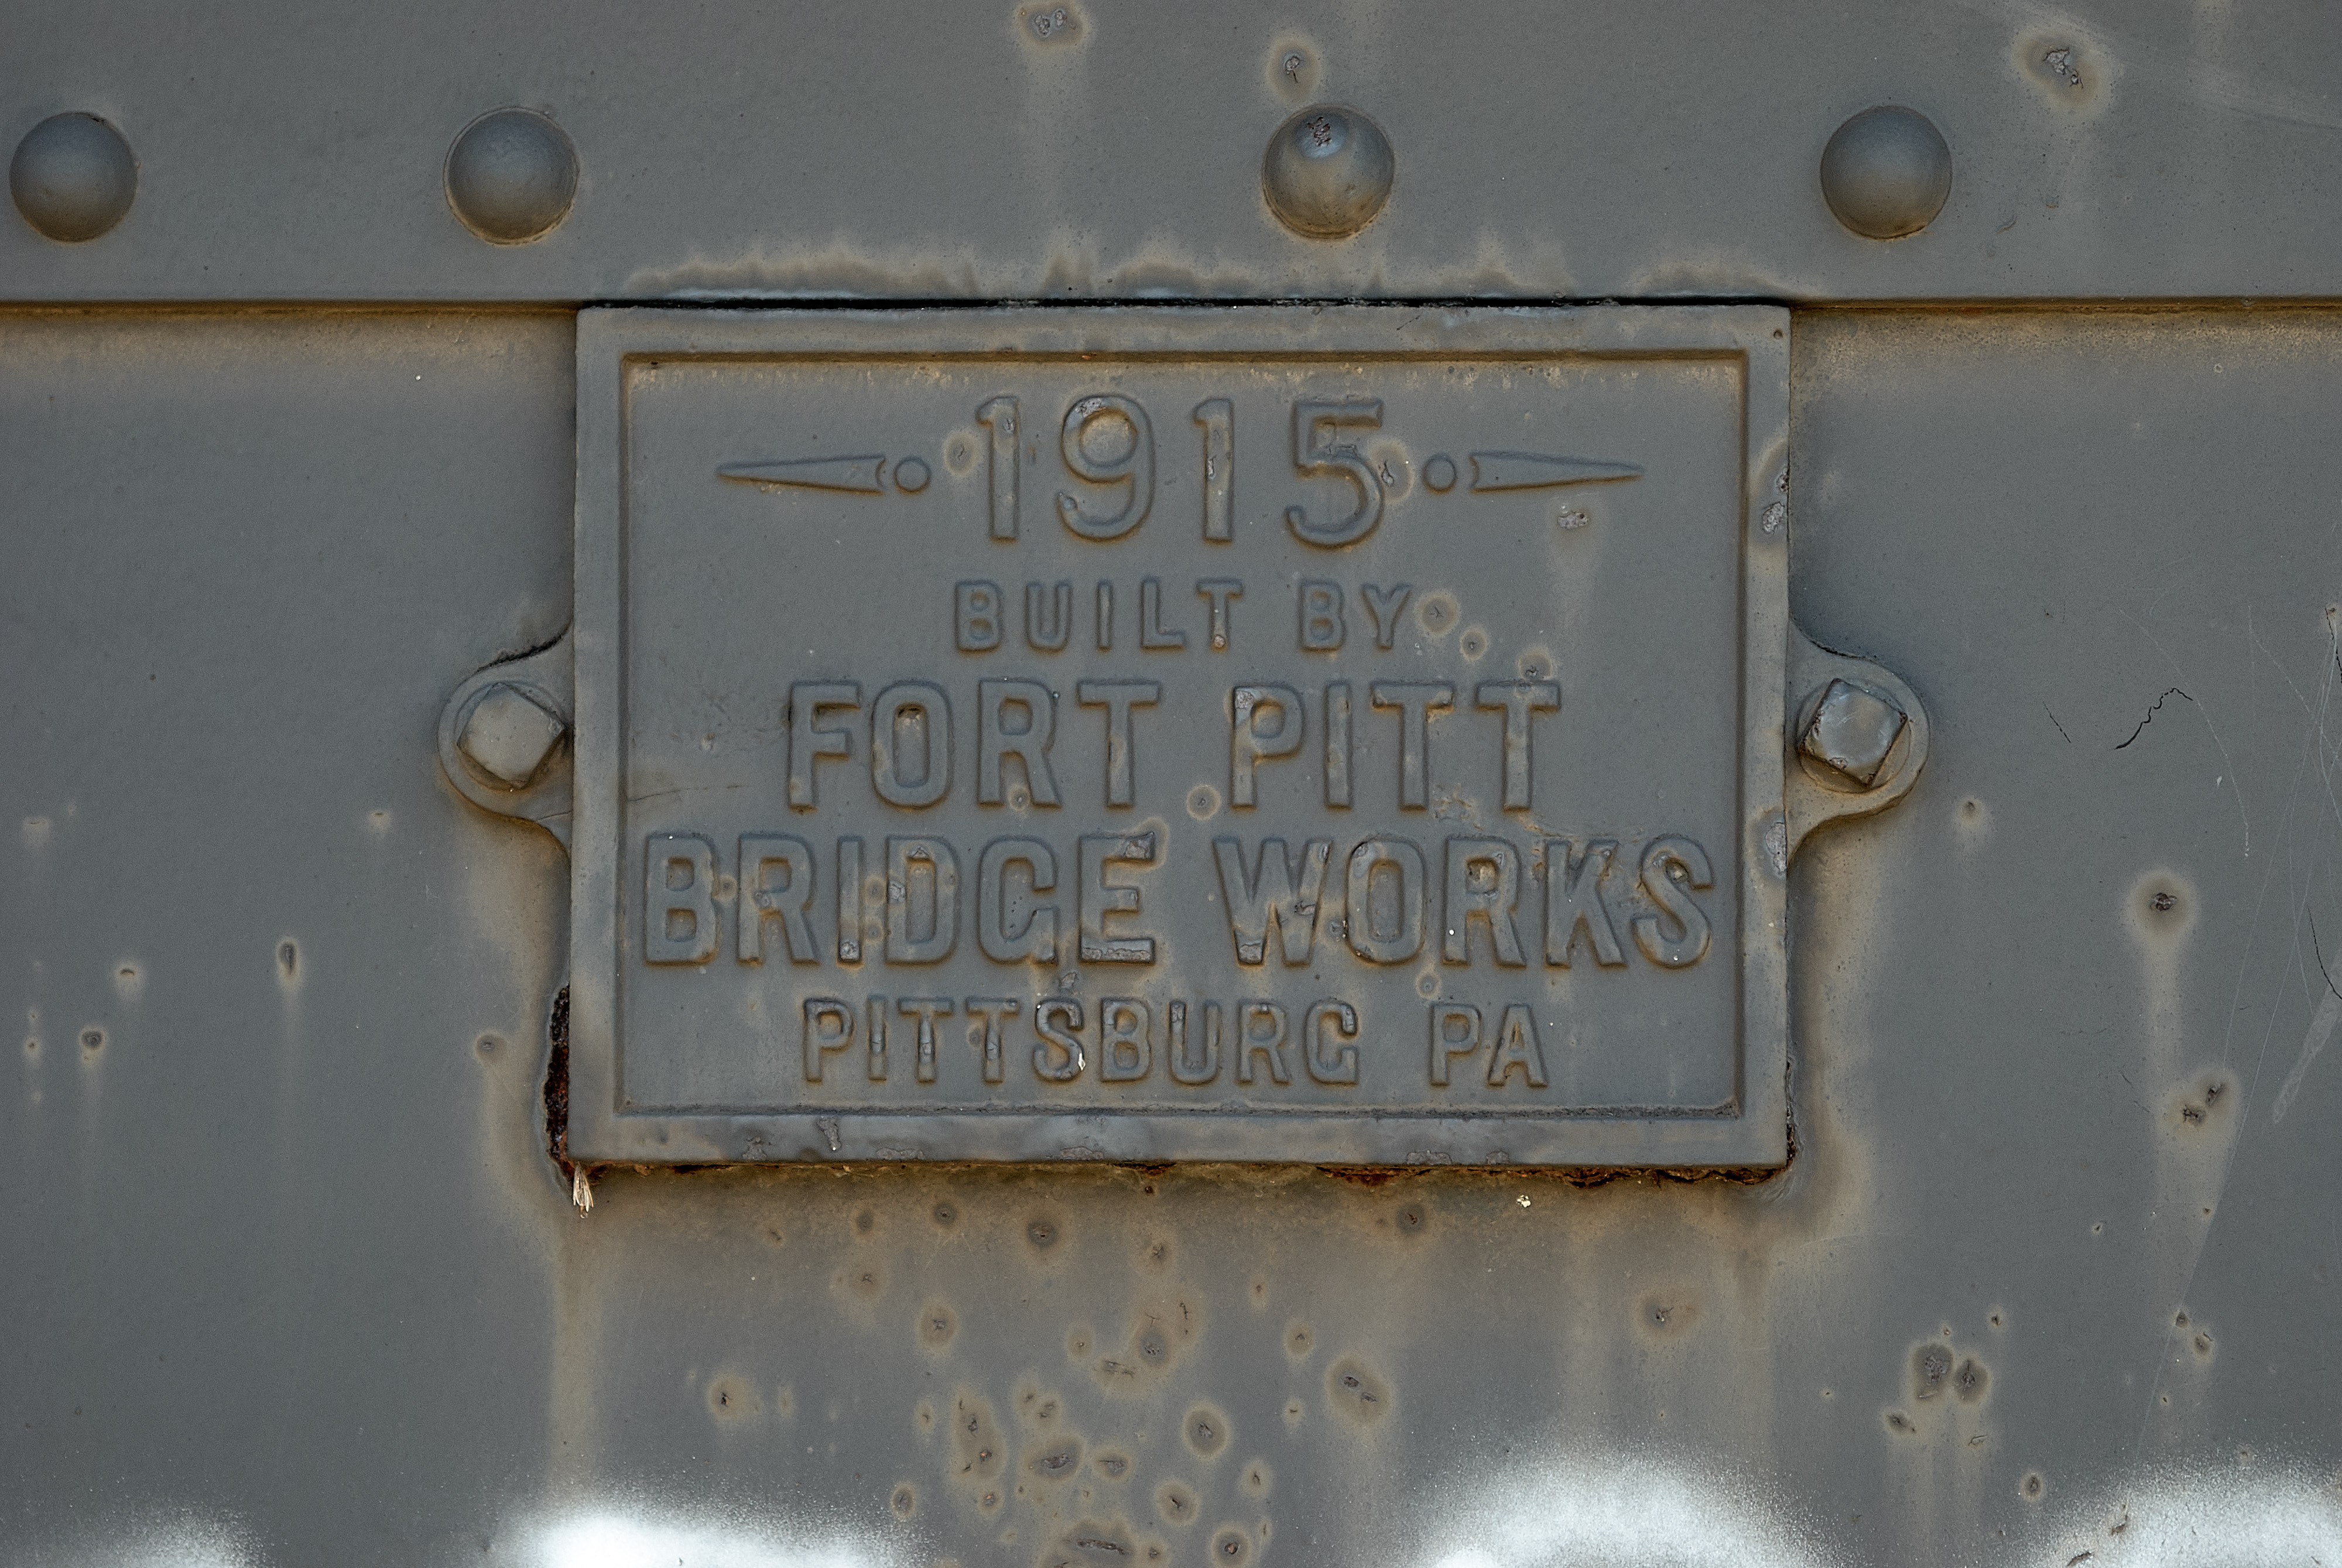 1915
BUILT BY
FORT PITT
BRIDGE WORKS
PITTSBURG PA